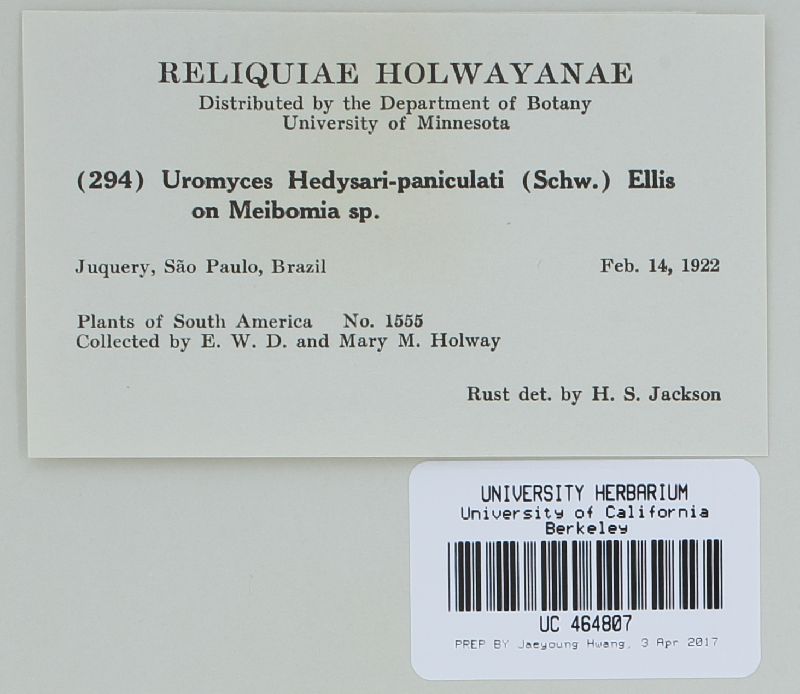 RELIQUIAE HOLWAYANAE
Distributed by the Department of Botany
University of Minnesota
(294) Uromyces Hedysari-paniculati (Schw.) Ellis
on Meibomia sp.
Juquery, São Paulo, Brazil Feb. 14, 1922
Plants of South America No. 1555
Collected by E. W. D. and Mary M. Holway
Rust det. by H. S. Jackson
UNIVERSITY HERBARIUM
University of California
Berkeley
UC 464807
PREP BY Jaeyoung Hwang, 3 Apr 2017